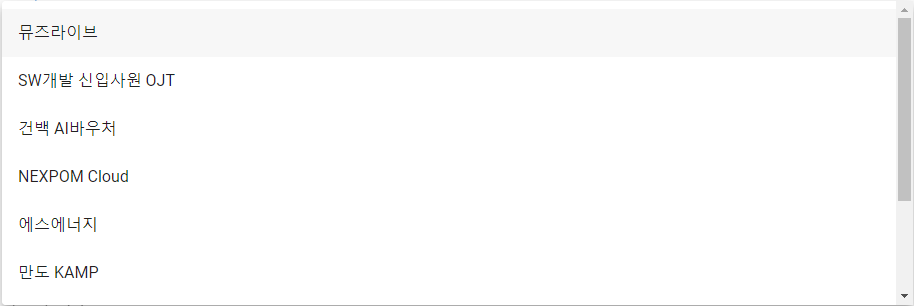 뮤즈라이브
SW개발 신입사원 OJT
건백 AI바우처
NEXPOM Cloud
에스에너지
만도 KAMP